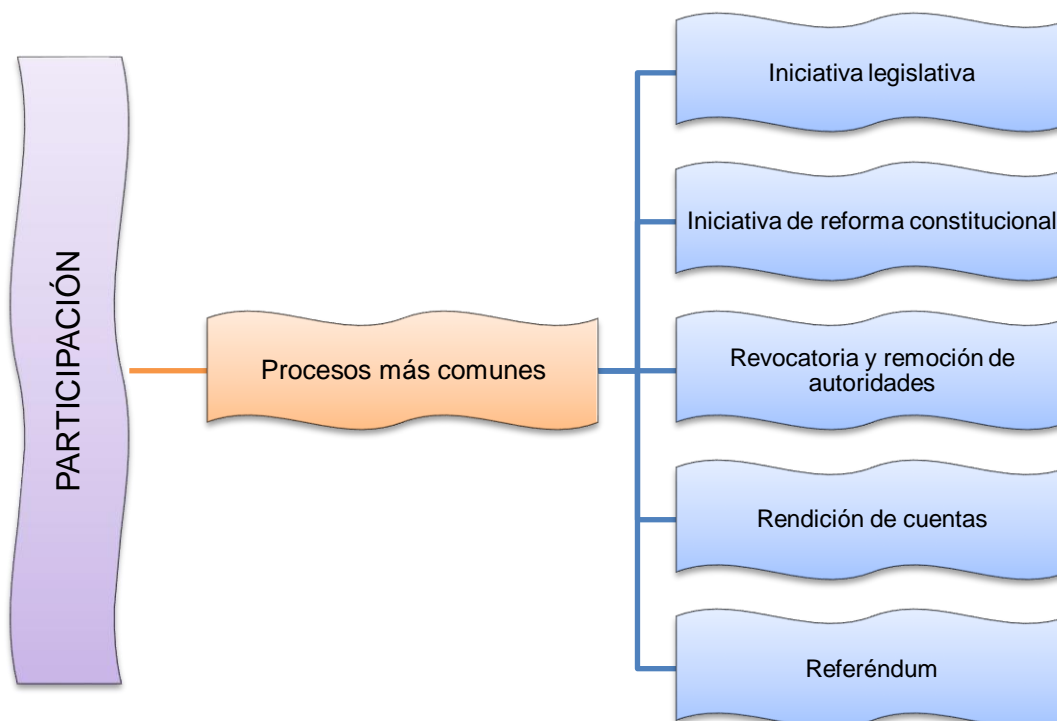 PARTICIPACIÓN
Procesos más comunes
Iniciativa legislativa
Iniciativa de reforma constitucional
Revocatoria y remoción de
autoridades
Rendición de cuentas
Referéndum